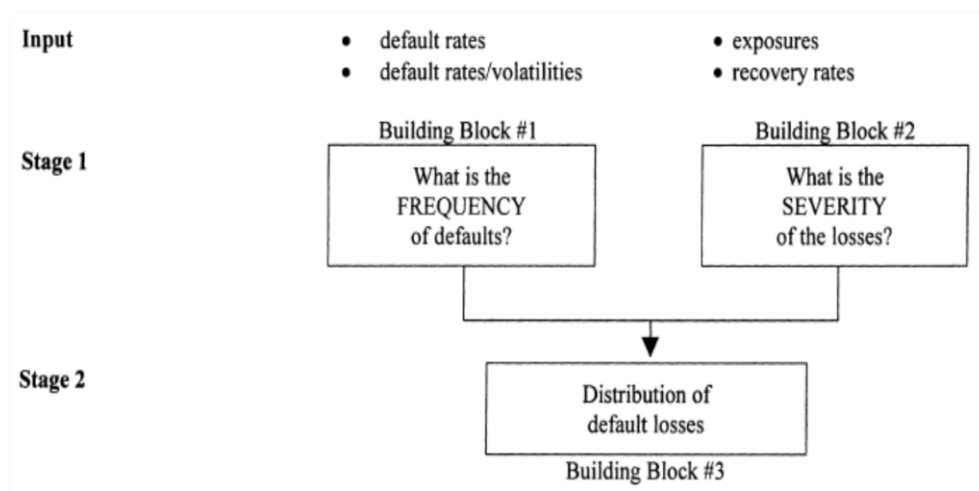 Input
• default rates
• default rates/volatilities
• exposures
• recovery rates
Stage 1
Building Block #1
What is the
FREQUENCY
of defaults?
Building Block #2
What is the
SEVERITY
of the losses?
Stage 2
Distribution of
default losses
Building Block #3